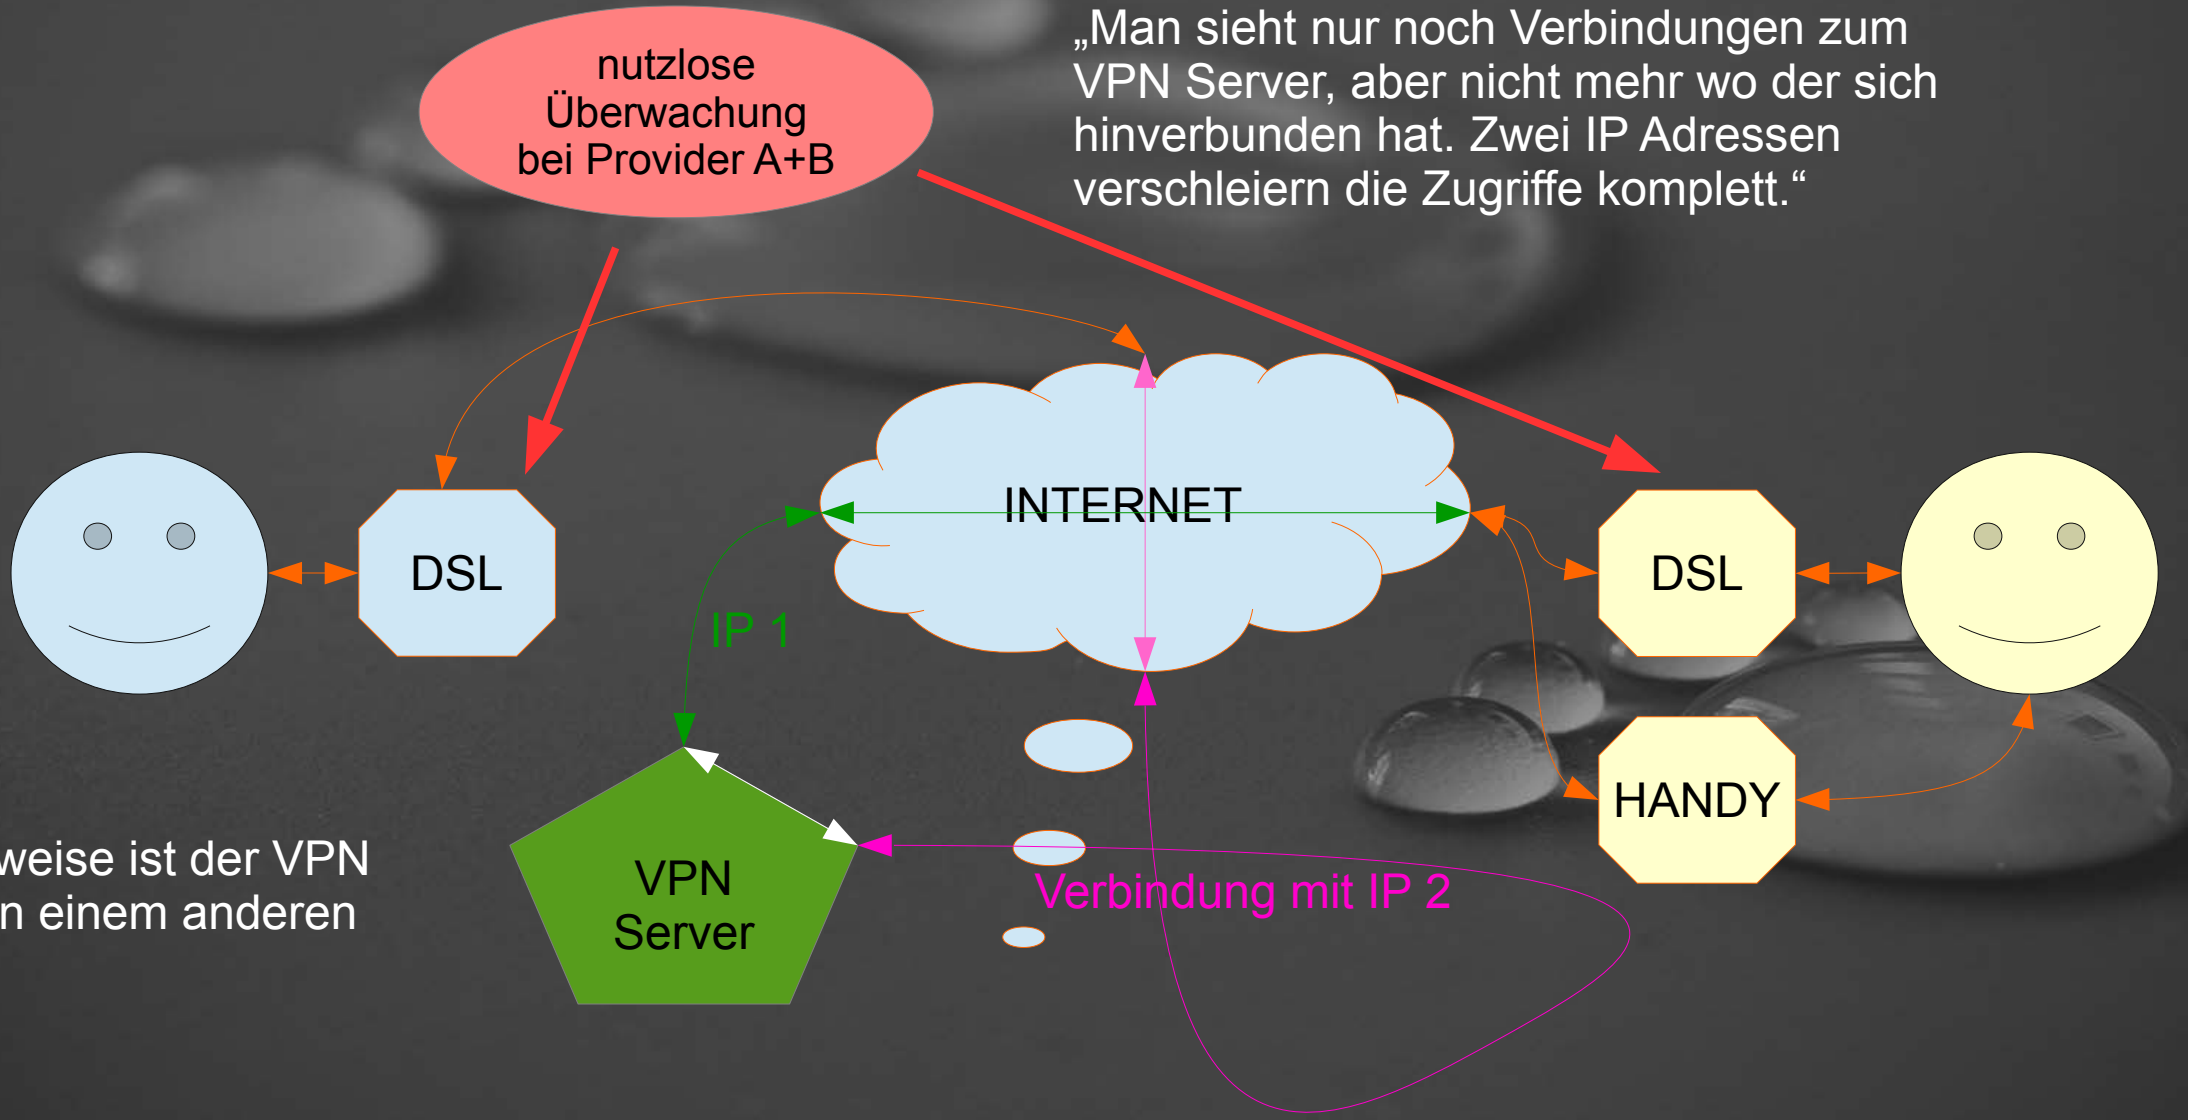 nutzlose
Überwachung
bei Provider A+B
„Man sieht nur noch Verbindungen zum
VPN Server, aber nicht mehr wo der sich
hinverbunden hat. Zwei IP Adressen
verschleiern die Zugriffe komplett.“
INTERNET
DSL
DSL
IP 1
HANDY
weise ist der VPN
n einem anderen
VPN
Server
Verbindung mit IP 2